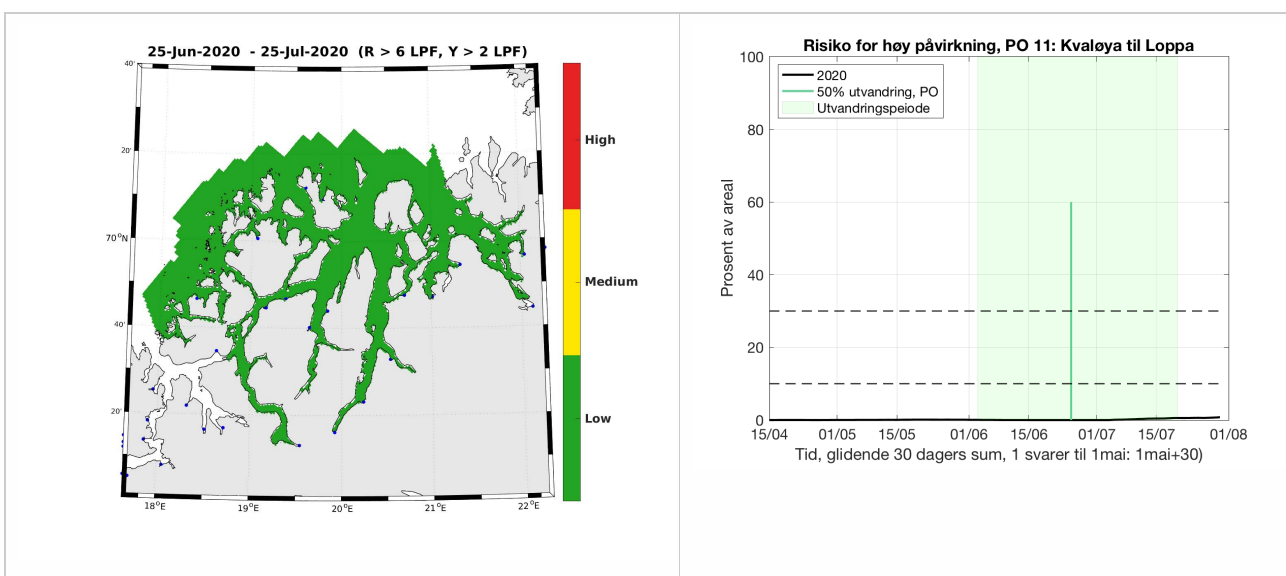 25-Jun-2020 - 25-Jul-2020 (R > 6 LPF, Y > 2 LPF)
40'
20'
70°N
40'
20'
18°E
19°E
20°E
21°E
22°E
High
Medium
Low
Risiko for høy påvirkning, PO 11: Kvaløya til Loppa
2020
50% utvandring, PO
Utvandringspeiode
Prosent av areal
100
80
60
40
20
0
15/04
01/05
15/05
01/06
15/06
01/07
15/07
01/08
Tid, glidende 30 dagers sum, 1 svarer til 1mai: 1mai+30)